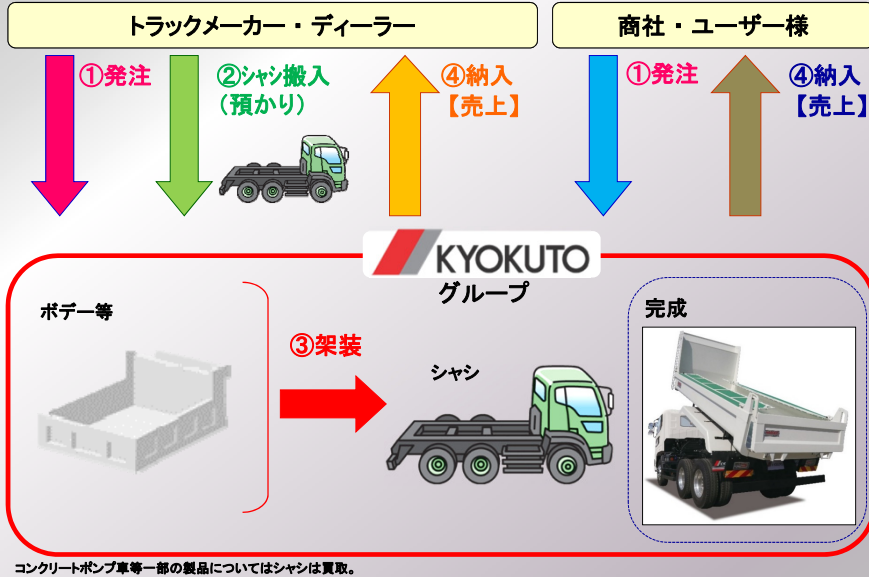 トラックメーカー・ディーラー
商社・ユーザー様
①発注
②シャシ搬入
（預かり）
④納入
【売上】
①発注
④納入
【売上】
KYOKUTO
グループ
ボデー等
③架装
シャシ
完成
コンクリートポンプ車等一部の製品についてはシャシは買取。